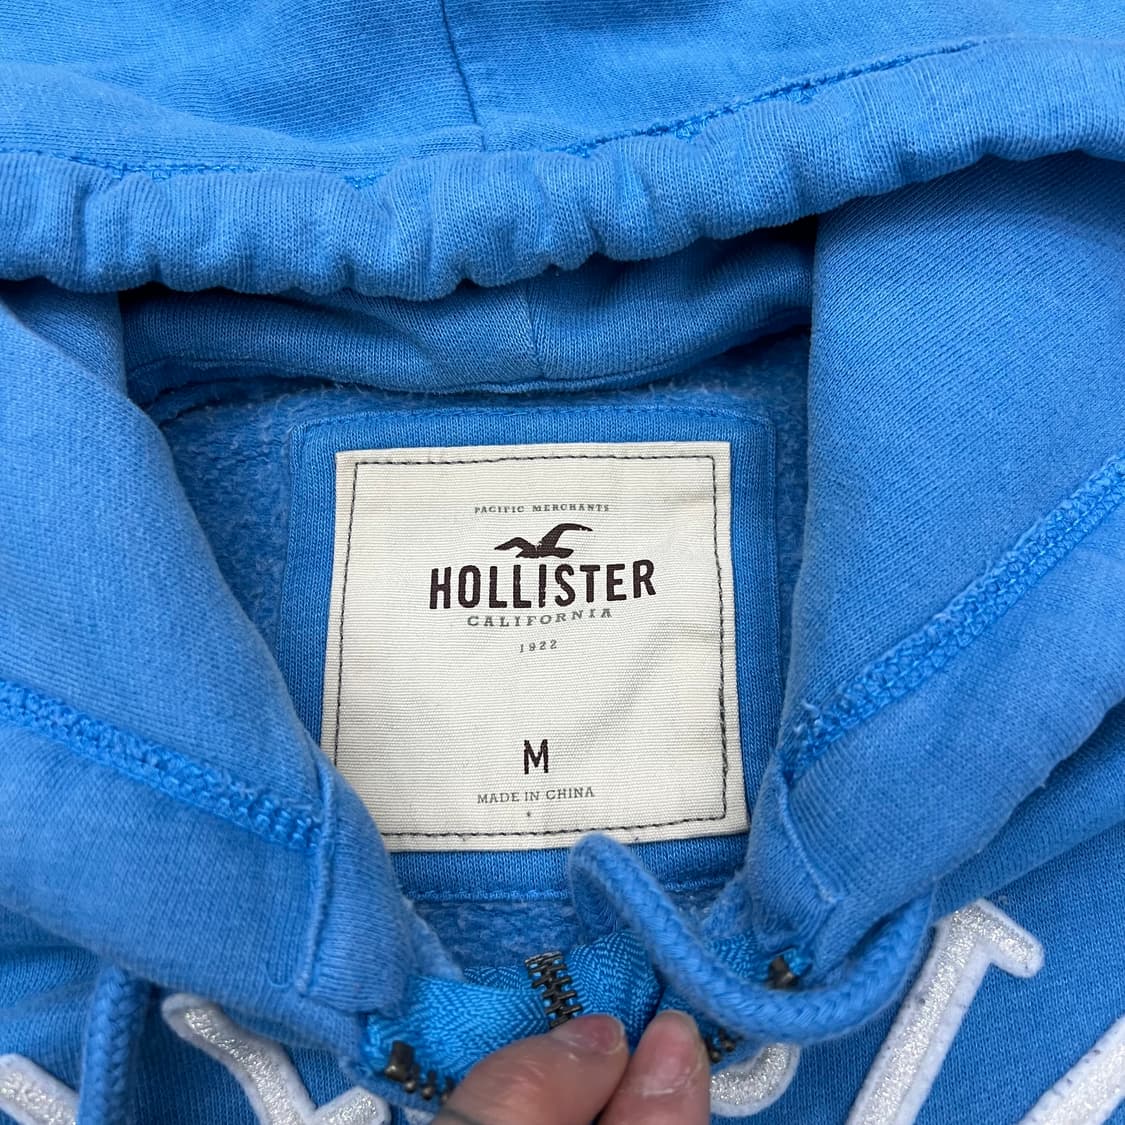 PACIFIC MERCHANTS
HOLLISTER
CALIFORNIA
1922
M
MADE IN CHINA